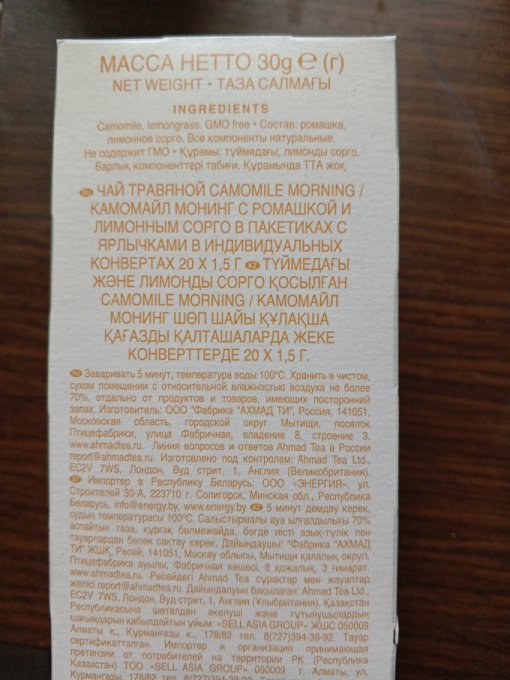 МАССА НЕТТО 30g ℮ (г)
NET WEIGHT • ТАЗА САЛМАҒЫ
INGREDIENTS
Camomile, lemongrass. GMO free • Состав: ромашка,
лимонное сорго. Все компоненты натуральные.
Не содержит ГМО • Құрамы: түймедағы, лимонды сорго.
Барлық компоненттері табиғи. Құрамында ТТА жоқ.
RU ЧАЙ ТРАВЯНОЙ CAMOMILE MORNING /
КАМОМАЙЛ МОНИНГ С РОМАШКОЙ И
ЛИМОННЫМ СОРГО В ПАКЕТИКАХ С
ЯРЛЫЧКАМИ В ИНДИВИДУАЛЬНЫХ
КОНВЕРТАХ 20 X 1,5 Г KZ ТҮЙМЕДАҒЫ
ЖӘНЕ ЛИМОНДЫ СОРГО ҚОСЫЛҒАН
CAMOMILE MORNING / КАМОМАЙЛ
МОНИНГ ШӨП ШАЙЫ ҚҰЛАҚША
ҚАҒАЗДЫ ҚАЛТАШАЛАРДА ЖЕКЕ
КОНВЕРТТЕРДЕ 20 X 1,5 Г.
RU Заваривать 5 минут, температура воды 100°C. Хранить в чистом,
сухом помещении с относительной влажностью воздуха не более
70%, отдельно от продуктов и товаров, имеющих посторонний
запах. Изготовитель: ООО "Фабрика "АХМАД ТИ", Россия, 141051,
Московская область, городской округ Мытищи, посёлок
Птицефабрики, улица Фабричная, владение 8, строение 3.
www.ahmadtea.ru. Линия вопросов и ответов Ahmad Tea в России
report@ahmadtea.ru. Изготовлено под контролем: Ahmad Tea Ltd.,
EC2V 7WS, Лондон, Вуд стрит, 1, Англия (Великобритания).
BY Импортер в Республику Беларусь: ООО «ЭНЕРГИЯ», ул.
Строителей 30-А, 223710 г. Солигорск, Минская обл., Республика
Беларусь, info@energy.by, www.energy.by KZ 5 минут демдеу керек,
судың температурасы 100°C. Салыстырмалы ауа ылғалдылығы 70%
аспайтын таза, құрғақ бөлмежайда, бөгде иісті азық-түлік пен
тауарлардан бөлек сақтау керек. Дайындаушы: "Фабрика "АХМАД
ТИ" ЖШҚ, Ресей, 141051, Мәскеу облысы, Мытищи қалалық округі,
Птицефабрика ауылы, Фабричная көшесі, 8 қожалық, 3 ғимарат.
www.ahmadtea.ru. Ресейдегі Ahmad Tea сұрақтар мен жауаптар
желісі report@ahmadtea.ru. Дайындалуын бақылаған: Ahmad Tea Ltd.,
EC2V 7WS, Лондон, Вуд стрит, 1, Англия (Ұлыбритания). Қазақстан
Республикасына шетелден әкелуші және тұтынушылардың
шағымдарын қабылдайтын ұйым: «SELL ASIA GROUP» ЖШС 050009
Алматы қ., Құрманғазы к., 178/82 тел. 8(727)394-39-92. Тауар
сертификатталған. Импортер и организация принимающая
претензии от потребителей на территории РК (Республика
Казахстан) ТОО «SELL ASIA GROUP» 050009 г. Алматы, ул.
Курмангазы, 178/82 тел. 8(727)394-39-92